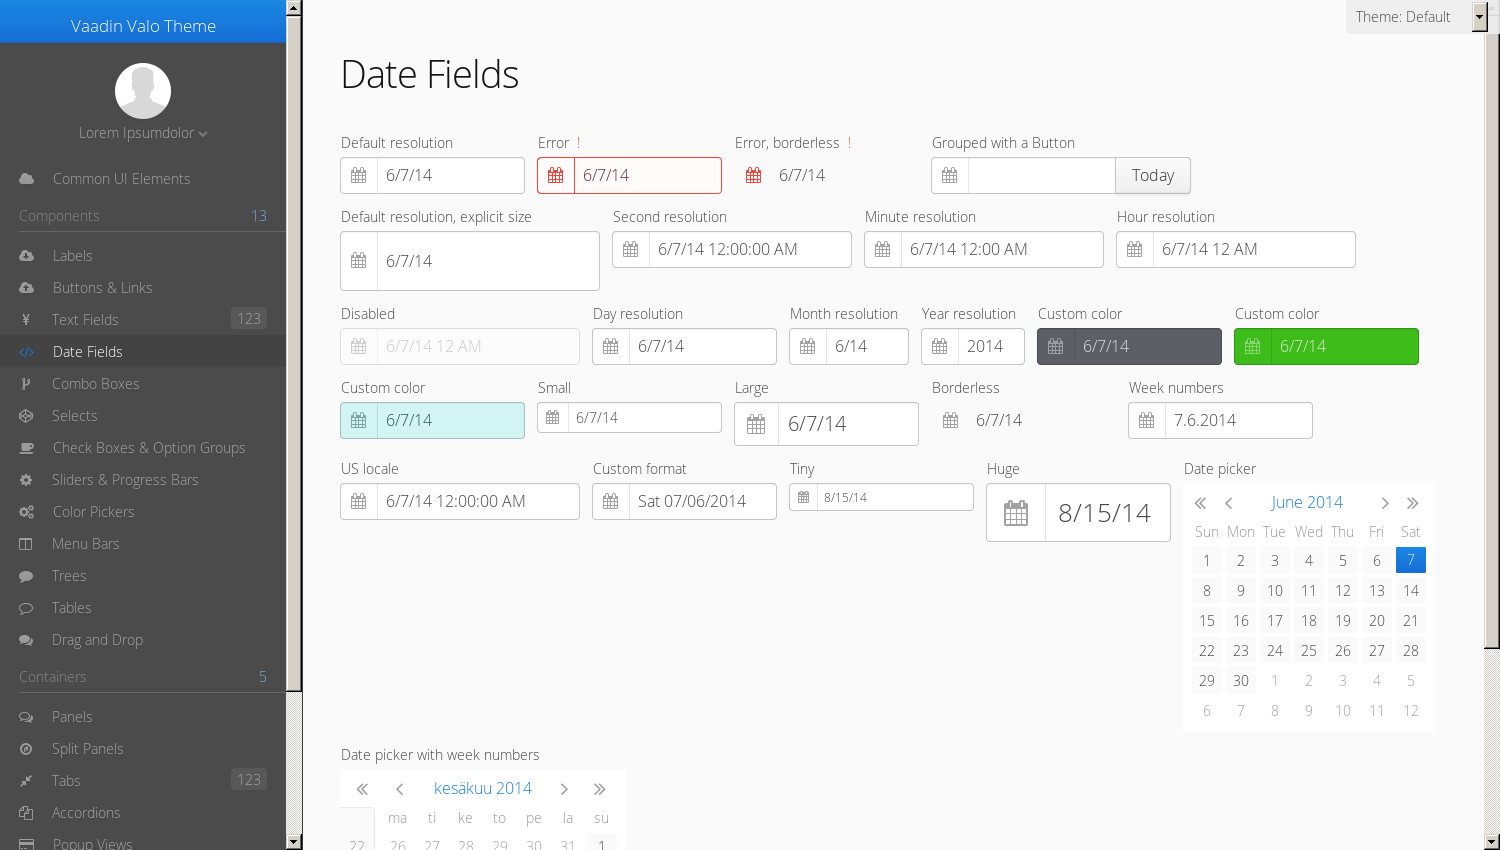 Vaadin Valo Theme
Lorem Ipsumdolor
Common UI Elements
Components 13
Labels
Buttons & Links
Text Fields 123
Date Fields
Combo Boxes
Selects
Check Boxes & Option Groups
Sliders & Progress Bars
Color Pickers
Menu Bars
Trees
Tables
Drag and Drop
Containers 5
Panels
Split Panels
Tabs 123
Accordions
Popup Views
Theme: Default
Date Fields
Default resolution Error ! Error, borderless ! Grouped with a Button
6/7/14 6/7/14 6/7/14 Today
Default resolution, explicit size Second resolution Minute resolution Hour resolution
6/7/14 6/7/14 12:00:00 AM 6/7/14 12:00 AM 6/7/14 12 AM
Disabled Day resolution Month resolution Year resolution Custom color Custom color
6/7/14 12 AM 6/7/14 6/14 2014 6/7/14 6/7/14
Custom color Small Large Borderless Week numbers
6/7/14 6/7/14 6/7/14 6/7/14 7.6.2014
US locale Custom format Tiny Huge Date picker
6/7/14 12:00:00 AM Sat 07/06/2014 8/15/14 8/15/14
June 2014
Sun Mon Tue Wed Thu Fri Sat
1 2 3 4 5 6 7
8 9 10 11 12 13 14
15 16 17 18 19 20 21
22 23 24 25 26 27 28
29 30 1 2 3 4 5
6 7 8 9 10 11 12
Date picker with week numbers
kesäkuu 2014
ma ti ke to pe la su
22 26 27 28 29 30 31 1